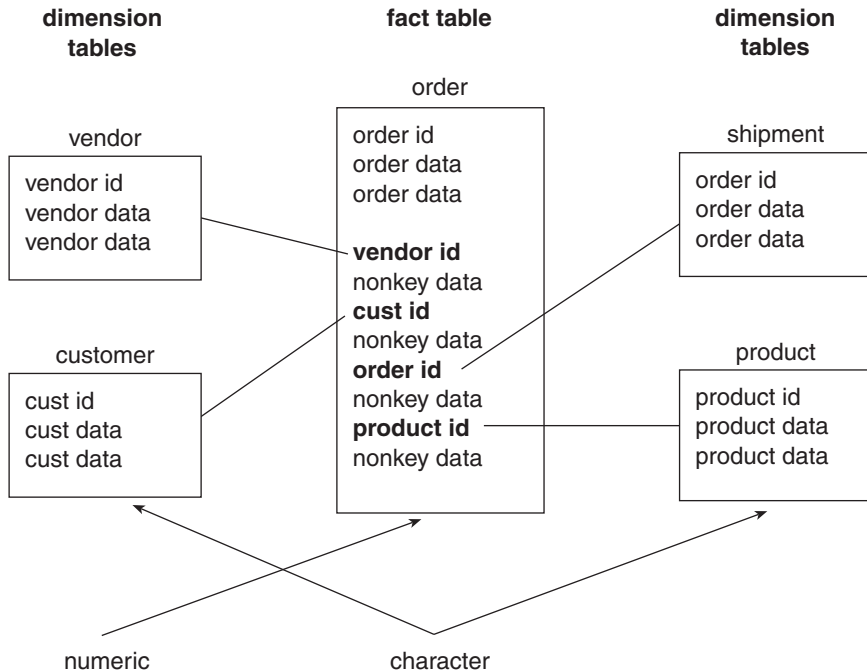 dimension
tables
fact table
dimension
tables
order
order id
order data
order data
vendor id
nonkey data
cust id
nonkey data
order id
nonkey data
product id
nonkey data
vendor
vendor id
vendor data
vendor data
customer
cust id
cust data
cust data
shipment
order id
order data
order data
product
product id
product data
product data
numeric
character